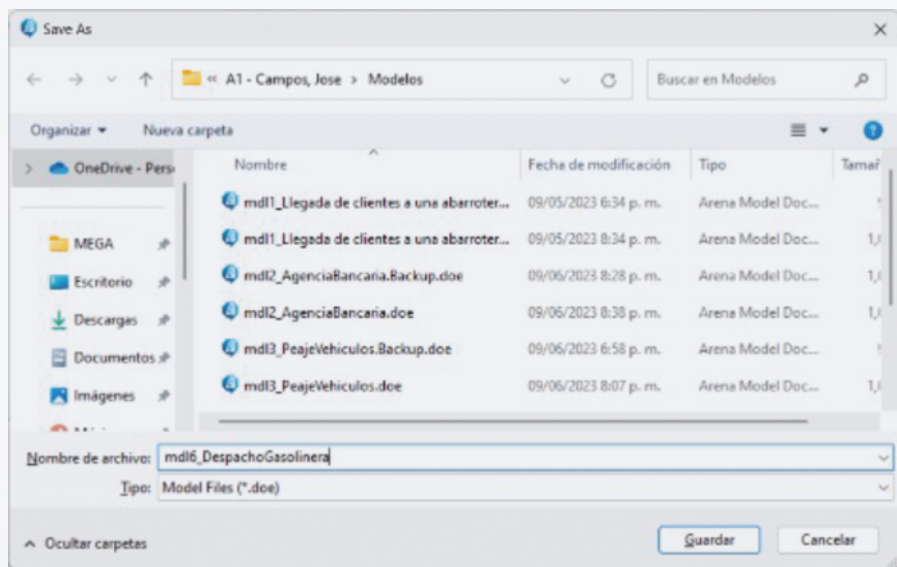 Save As
« A1 - Campos, Jose > Modelos
Buscar en Modelos
Organizar
Nueva carpeta
Nombre
Fecha de modificación
Tipo
Tamañ
OneDrive - Pers
mdl1_Llegada de clientes a una abarroter... 09/05/2023 6:34 p. m. Arena Model Doc...
MEGA
mdl1_Llegada de clientes a una abarroter... 09/05/2023 8:34 p. m. Arena Model Doc... 1,
Escritorio
mdl2_AgenciaBancaria.Backup.doe 09/06/2023 8:28 p. m. Arena Model Doc... 1,
Descargas
mdl2_AgenciaBancaria.doe 09/06/2023 8:38 p. m. Arena Model Doc... 1,
Documentos
mdl3_PeajeVehiculos.Backup.doe 09/06/2023 6:58 p. m. Arena Model Doc...
Imágenes
mdl3_PeajeVehiculos.doe 09/06/2023 8:07 p. m. Arena Model Doc... 1,
Nombre de archivo: mdl6_DespachoGasolinera
Tipo: Model Files (*.doe)
Ocultar carpetas
Guardar
Cancelar